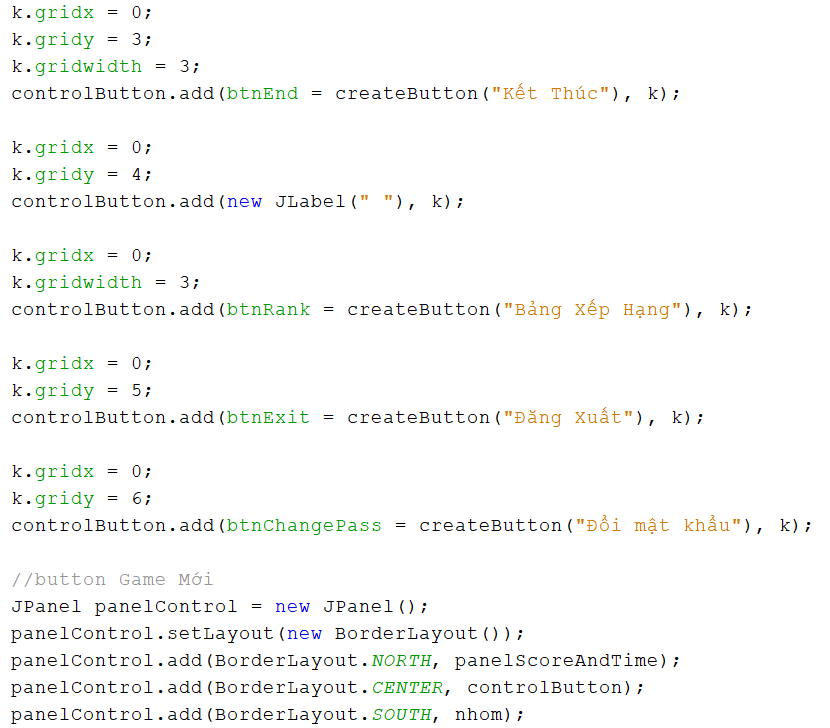 k.gridx = 0;
k.gridy = 3;
k.gridwidth = 3;
controlButton.add(btnEnd = createButton("Kết Thúc"), k);
k.gridx = 0;
k.gridy = 4;
controlButton.add(new JLabel(" "), k);
k.gridx = 0;
k.gridwidth = 3;
controlButton.add(btnRank = createButton("Bảng Xếp Hạng"), k);
k.gridx = 0;
k.gridy = 5;
controlButton.add(btnExit = createButton("Đăng Xuất"), k);
k.gridx = 0;
k.gridy = 6;
controlButton.add(btnChangePass = createButton("Đổi mật khẩu"), k);
//button Game Mới
JPanel panelControl = new JPanel();
panelControl.setLayout(new BorderLayout());
panelControl.add(BorderLayout.NORTH, panelScoreAndTime);
panelControl.add(BorderLayout.CENTER, controlButton);
panelControl.add(BorderLayout.SOUTH, nhom);